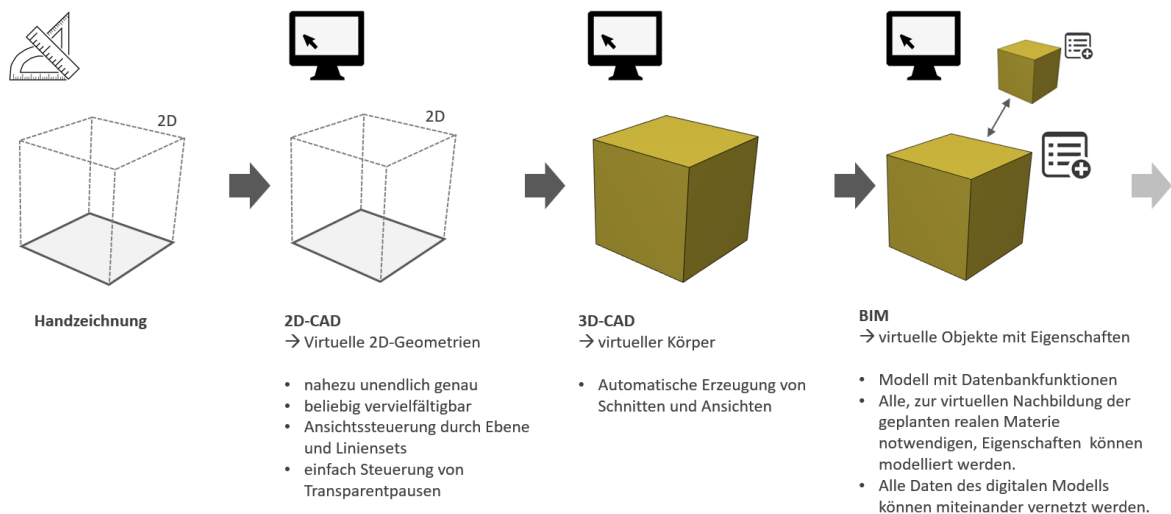 2D
2D
Handzeichnung
2D-CAD
→ Virtuelle 2D-Geometrien
• nahezu unendlich genau
• beliebig vervielfältigbar
• Ansichtssteuerung durch Ebene
und Liniensets
• einfach Steuerung von
Transparentpausen
3D-CAD
→ virtueller Körper
• Automatische Erzeugung von
Schnitten und Ansichten
BIM
→ virtuelle Objekte mit Eigenschaften
• Modell mit Datenbankfunktionen
• Alle, zur virtuellen Nachbildung der
geplanten realen Materie
notwendigen, Eigenschaften können
modelliert werden.
• Alle Daten des digitalen Modells
können miteinander vernetzt werden.